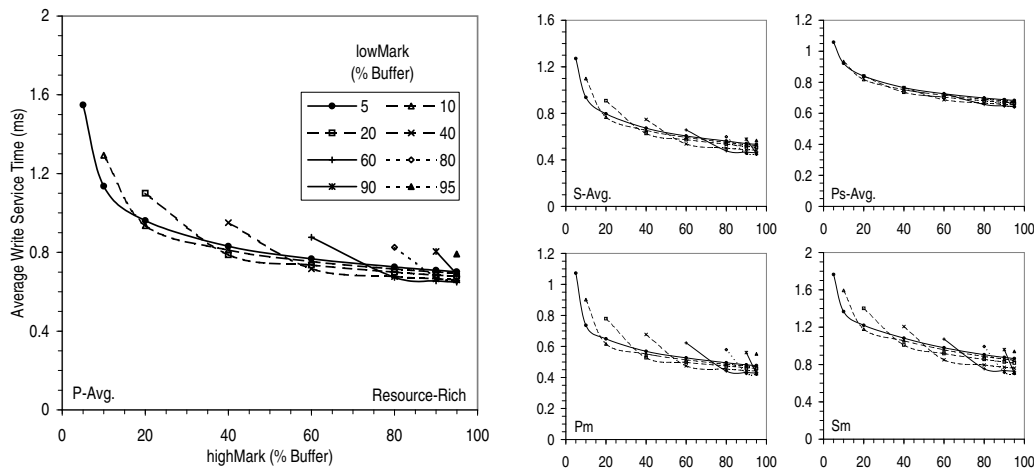 Average Write Service Time (ms)
2
1.6
1.2
0.8
0.4
0
lowMark
(% Buffer)
5 10
20 40
60 80
90 95
P-Avg. Resource-Rich
0 20 40 60 80 100
highMark (% Buffer)
1.6
1.2
0.8
0.4
0
S-Avg.
0 20 40 60 80 100
1.2
1
0.8
0.6
0.4
0.2
0
Ps-Avg.
0 20 40 60 80 100
1.2
1
0.8
0.6
0.4
0.2
0
Pm
0 20 40 60 80 100
2
1.6
1.2
0.8
0.4
0
Sm
0 20 40 60 80 100